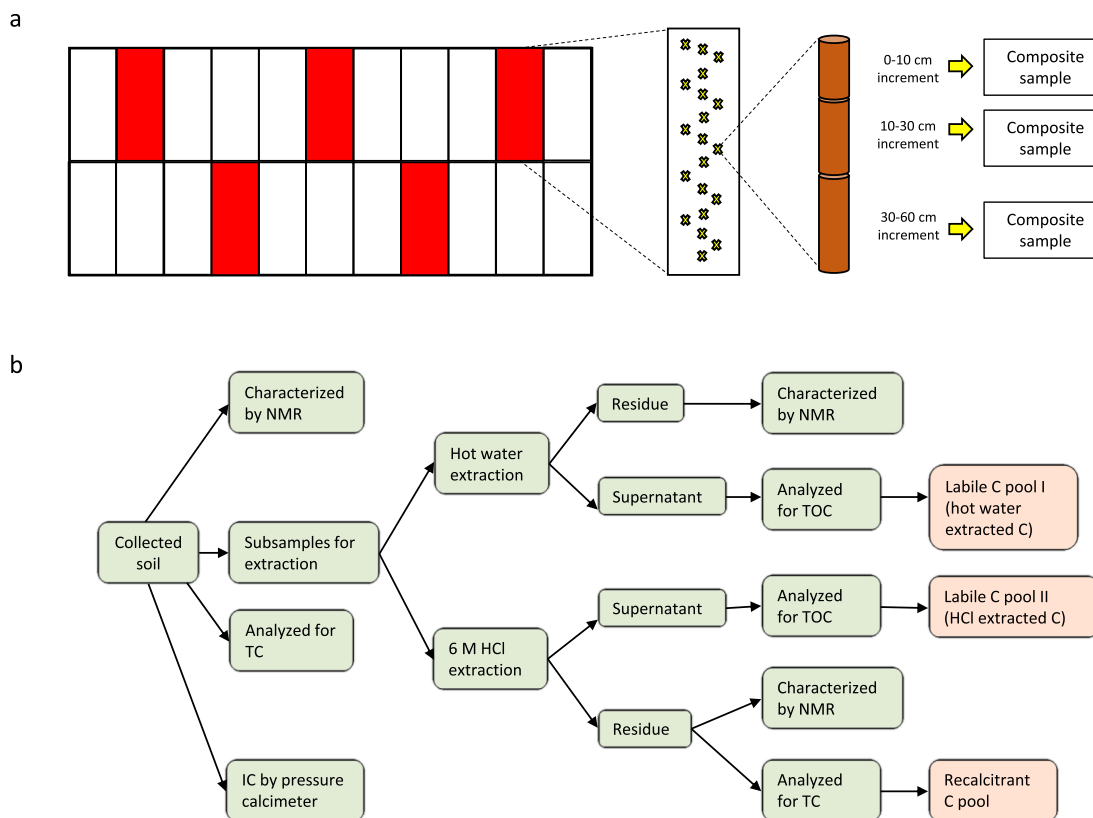 a
0-10 cm
increment
Composite
sample
10-30 cm
increment
Composite
sample
30-60 cm
increment
Composite
sample
b
Characterized
by NMR
Residue
Characterized
by NMR
Hot water
extraction
Supernatant
Analyzed
for TOC
Labile C pool I
(hot water
extracted C)
Collected
soil
Subsamples for
extraction
Supernatant
Analyzed
for TOC
Labile C pool II
(HCl extracted C)
Analyzed for
TC
6 M HCl
extraction
Characterized
by NMR
Residue
IC by pressure
calcimeter
Analyzed
for TC
Recalcitrant
C pool